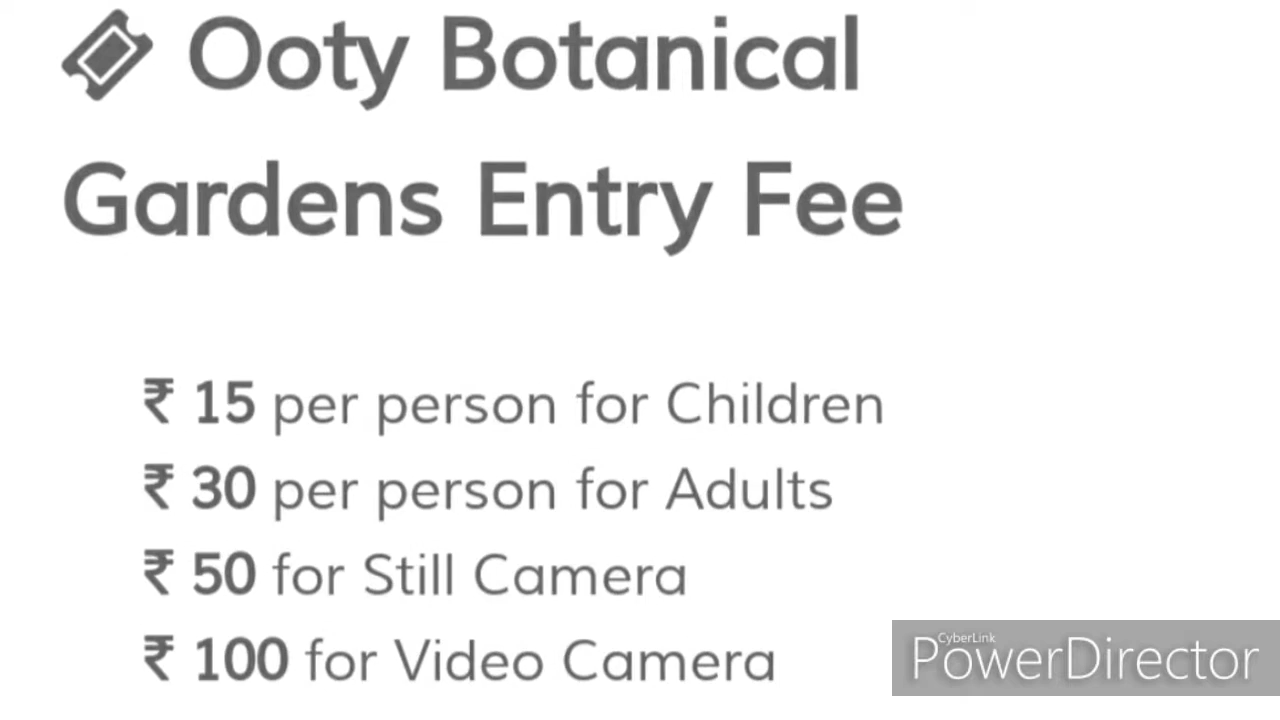 Ooty Botanical
Gardens Entry Fee
₹ 15 per person for Children
₹ 30 per person for Adults
₹ 50 for Still Camera
₹ 100 for Video Camera
CyberLink
PowerDirector